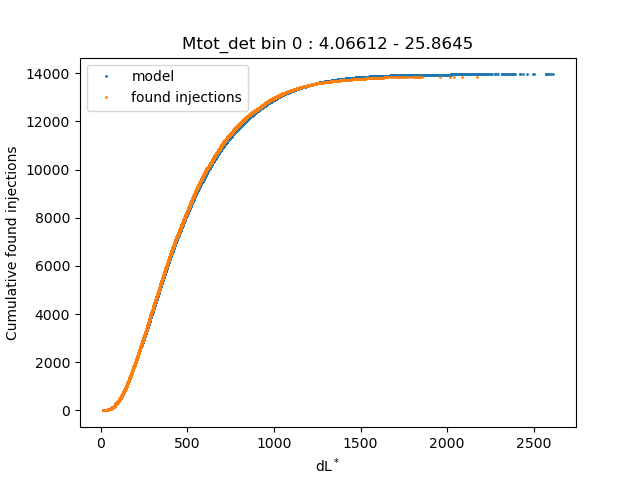 Mtot_det bin 0 : 4.06612 - 25.8645
model
found injections
Cumulative found injections
14000
12000
10000
8000
6000
4000
2000
0
0
500
1000
1500
2000
2500
dL*